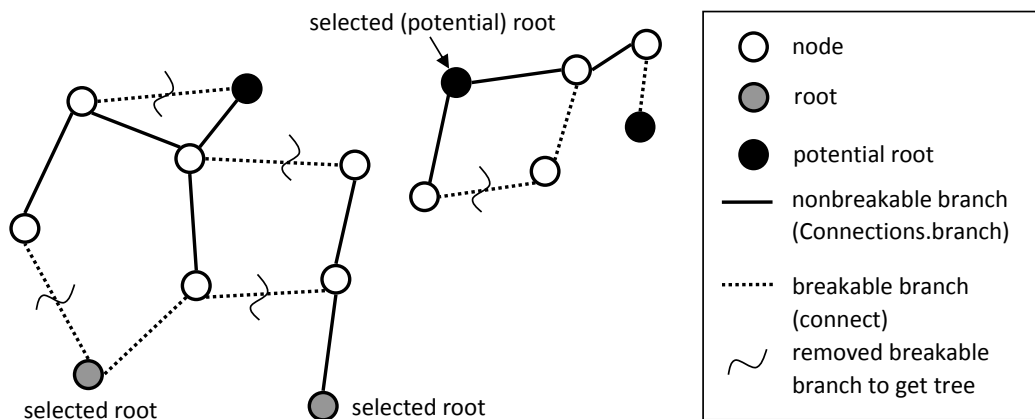 selected (potential) root
selected root
selected root
node
root
potential root
nonbreakable branch
(Connections.branch)
breakable branch
(connect)
removed breakable
branch to get tree